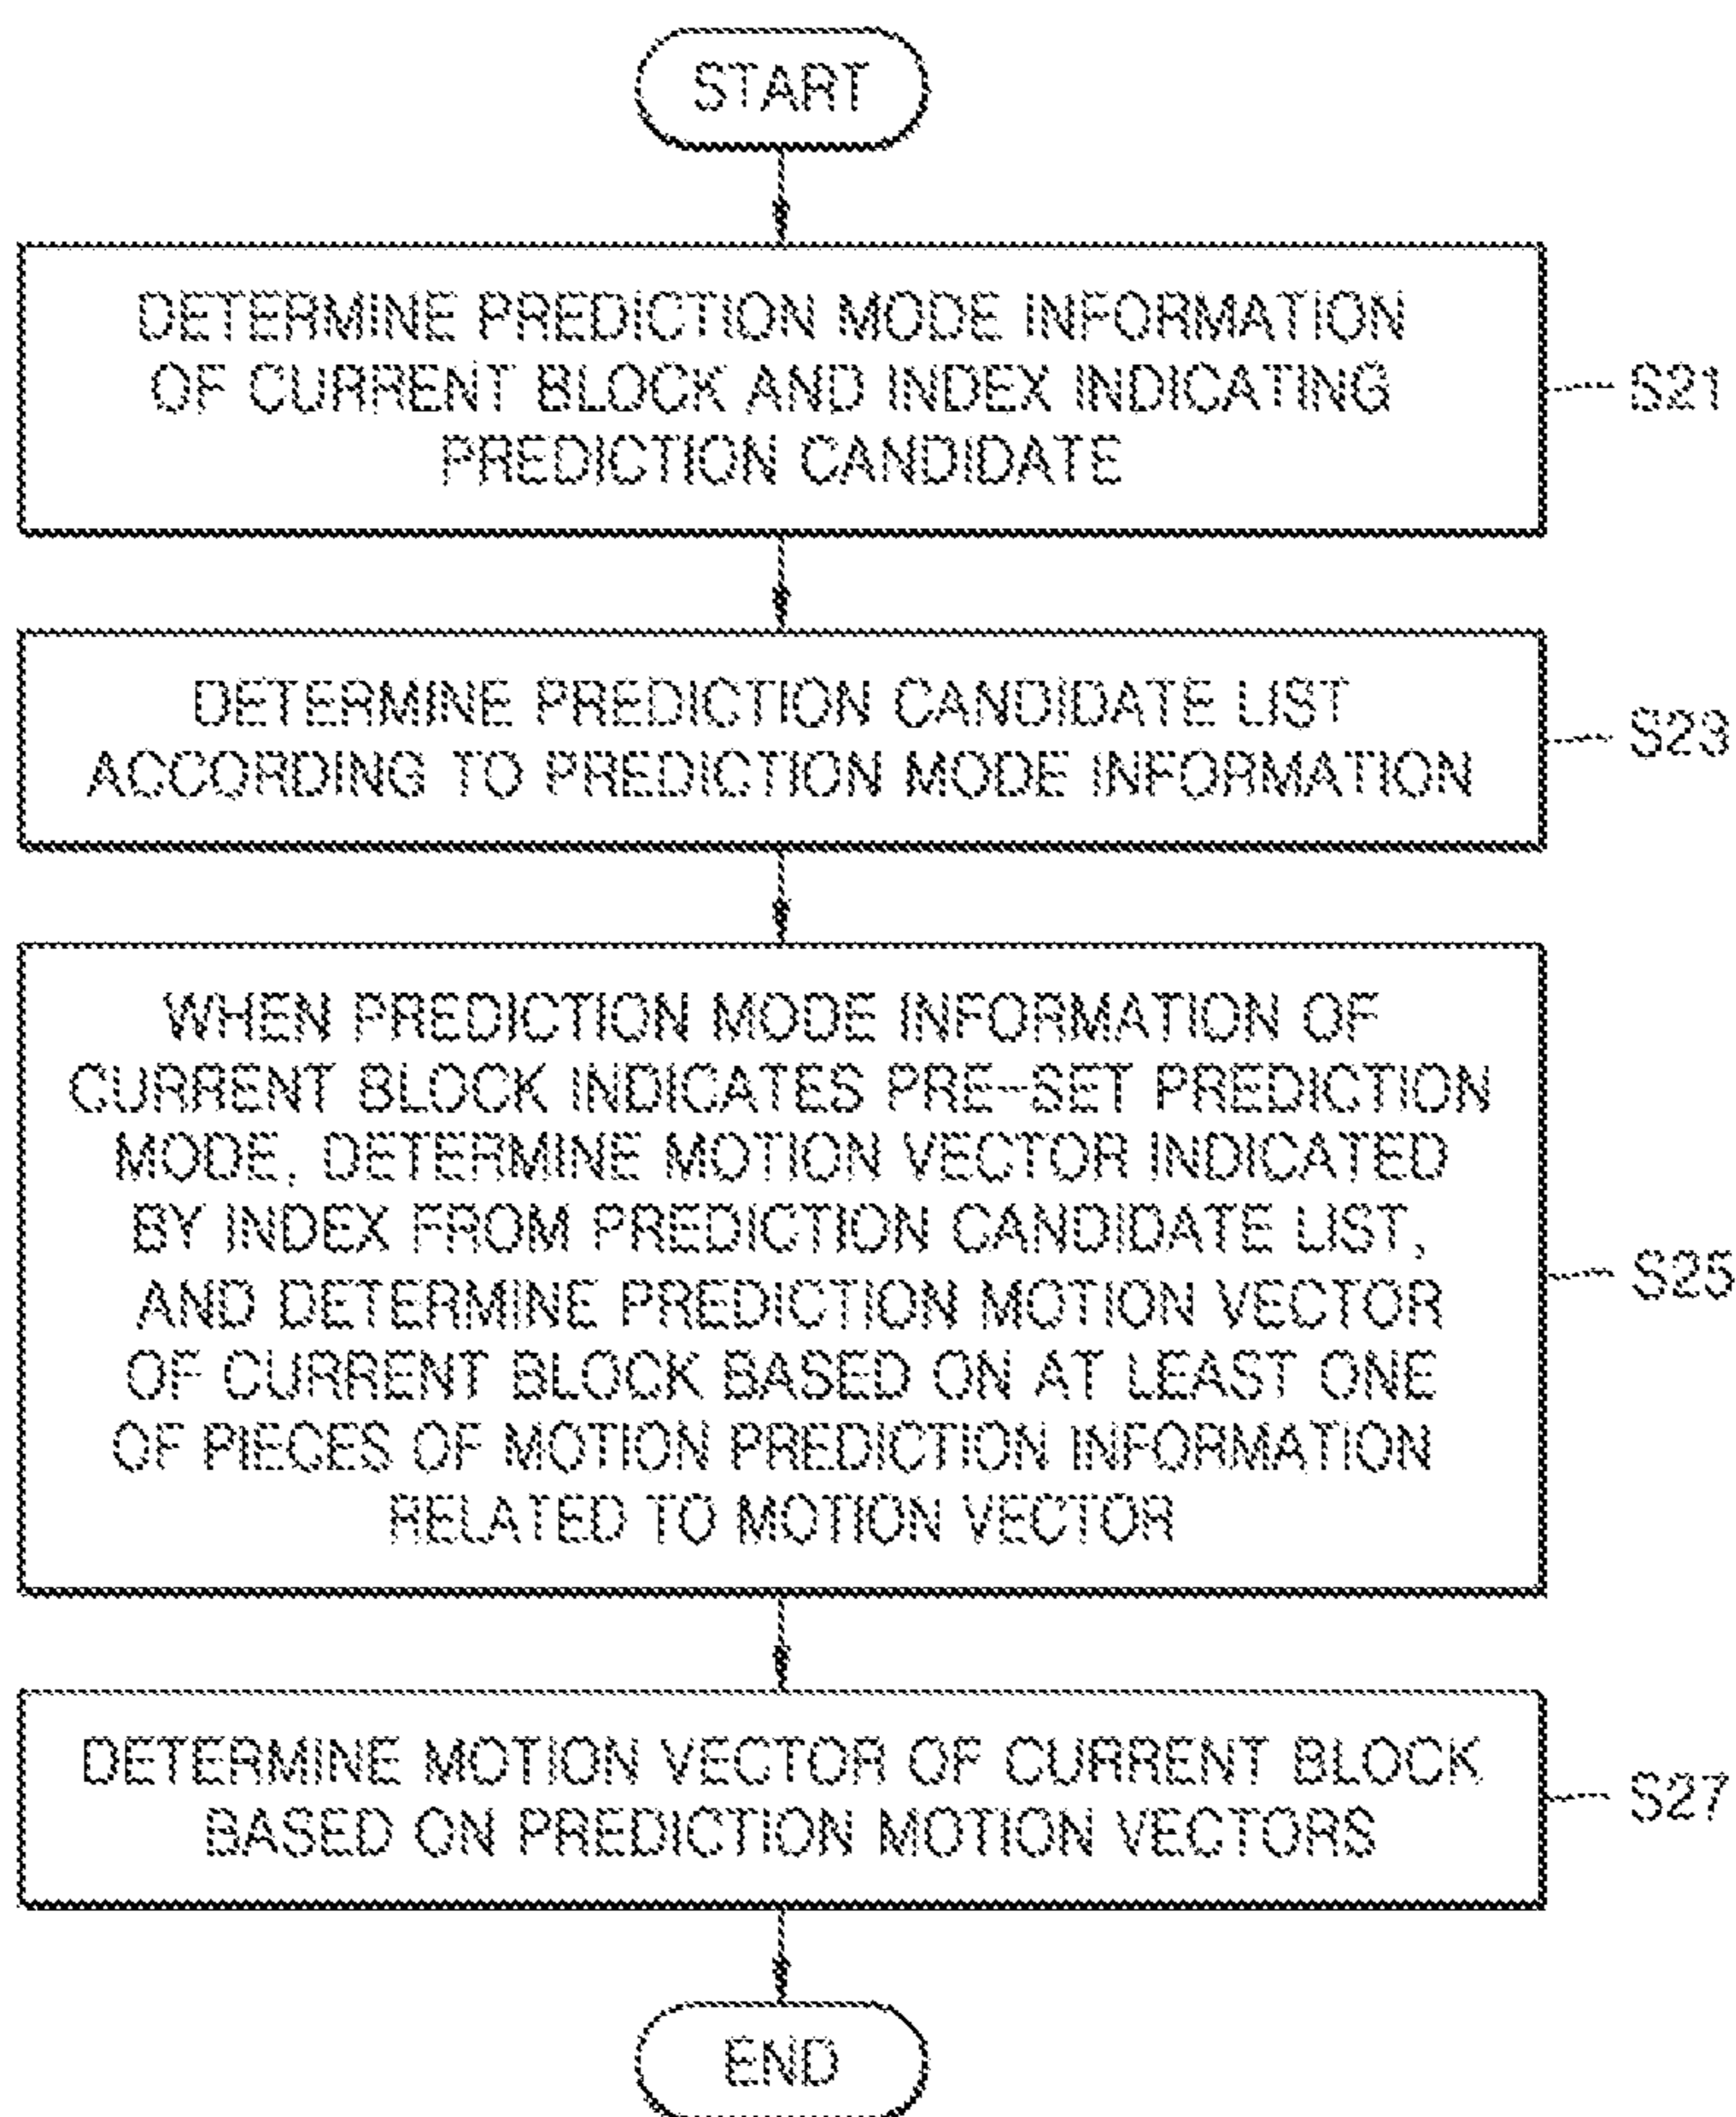 START
DETERMINE PREDICTION MODE INFORMATION
OF CURRENT BLOCK AND INDEX INDICATING
PREDICTION CANDIDATE
S21
DETERMINE PREDICTION CANDIDATE LIST
ACCORDING TO PREDICTION MODE INFORMATION
S23
WHEN PREDICTION MODE INFORMATION OF
CURRENT BLOCK INDICATES PRE-SET PREDICTION
MODE, DETERMINE MOTION VECTOR INDICATED
BY INDEX FROM PREDICTION CANDIDATE LIST,
AND DETERMINE PREDICTION MOTION VECTOR
OF CURRENT BLOCK BASED ON AT LEAST ONE
OF PIECES OF MOTION PREDICTION INFORMATION
RELATED TO MOTION VECTOR
S25
DETERMINE MOTION VECTOR OF CURRENT BLOCK
BASED ON PREDICTION MOTION VECTORS
S27
END